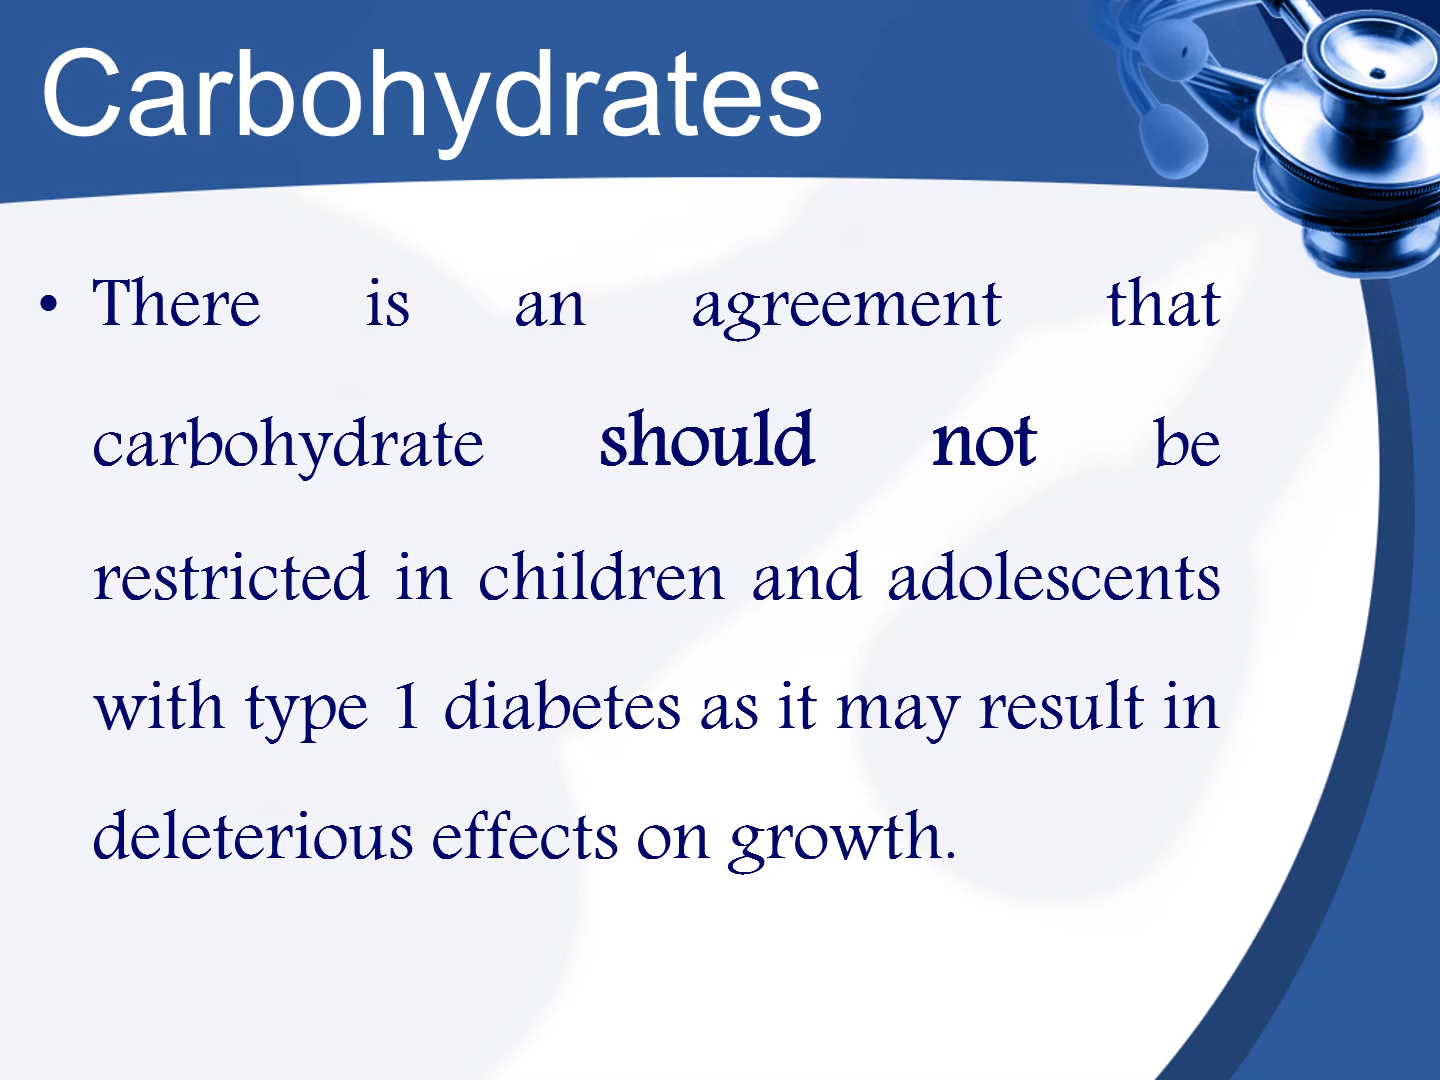 Carbohydrates
• There is an agreement that
carbohydrate should not be
restricted in children and adolescents
with type 1 diabetes as it may result in
deleterious effects on growth.